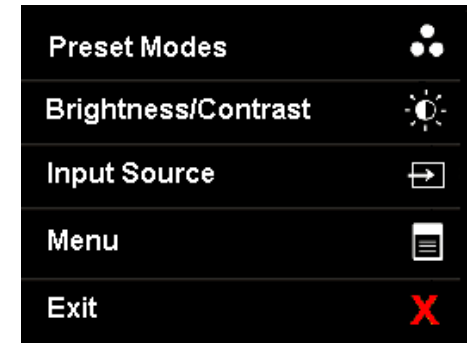 Preset Modes
Brightness/Contrast
Input Source
Menu
Exit